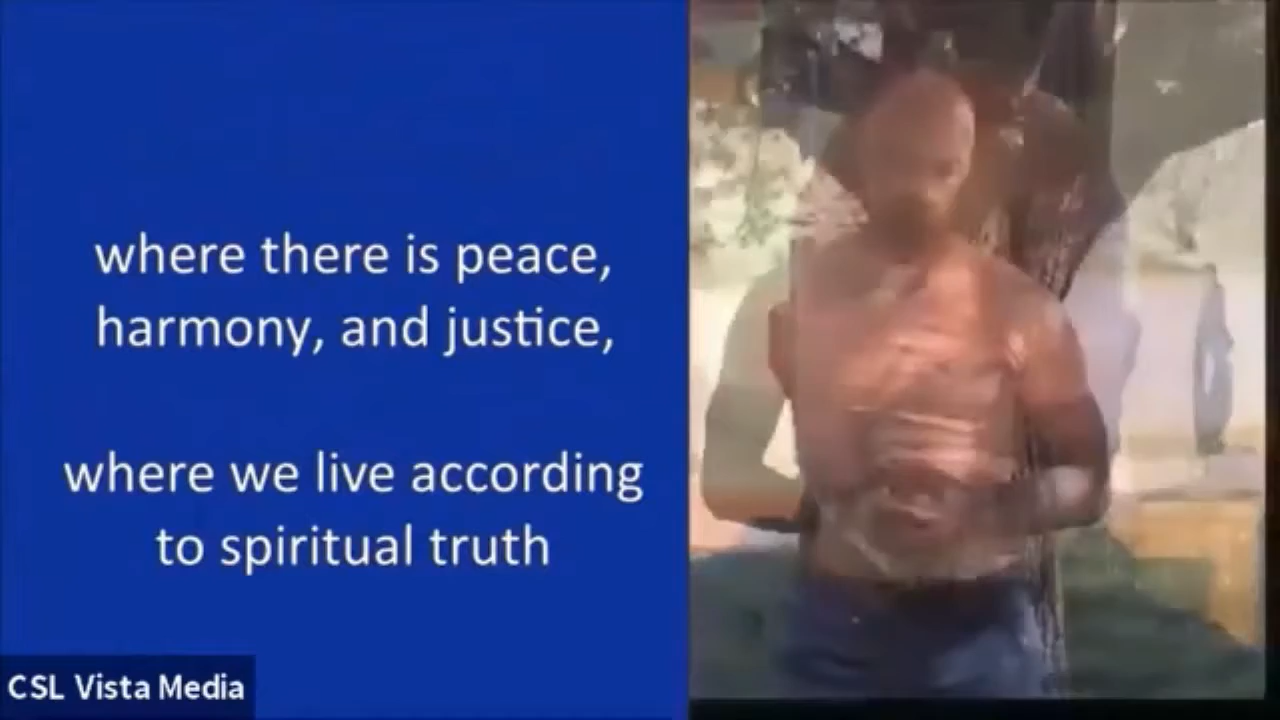 where there is peace,
harmony, and justice,
where we live according
to spiritual truth
CSL Vista Media